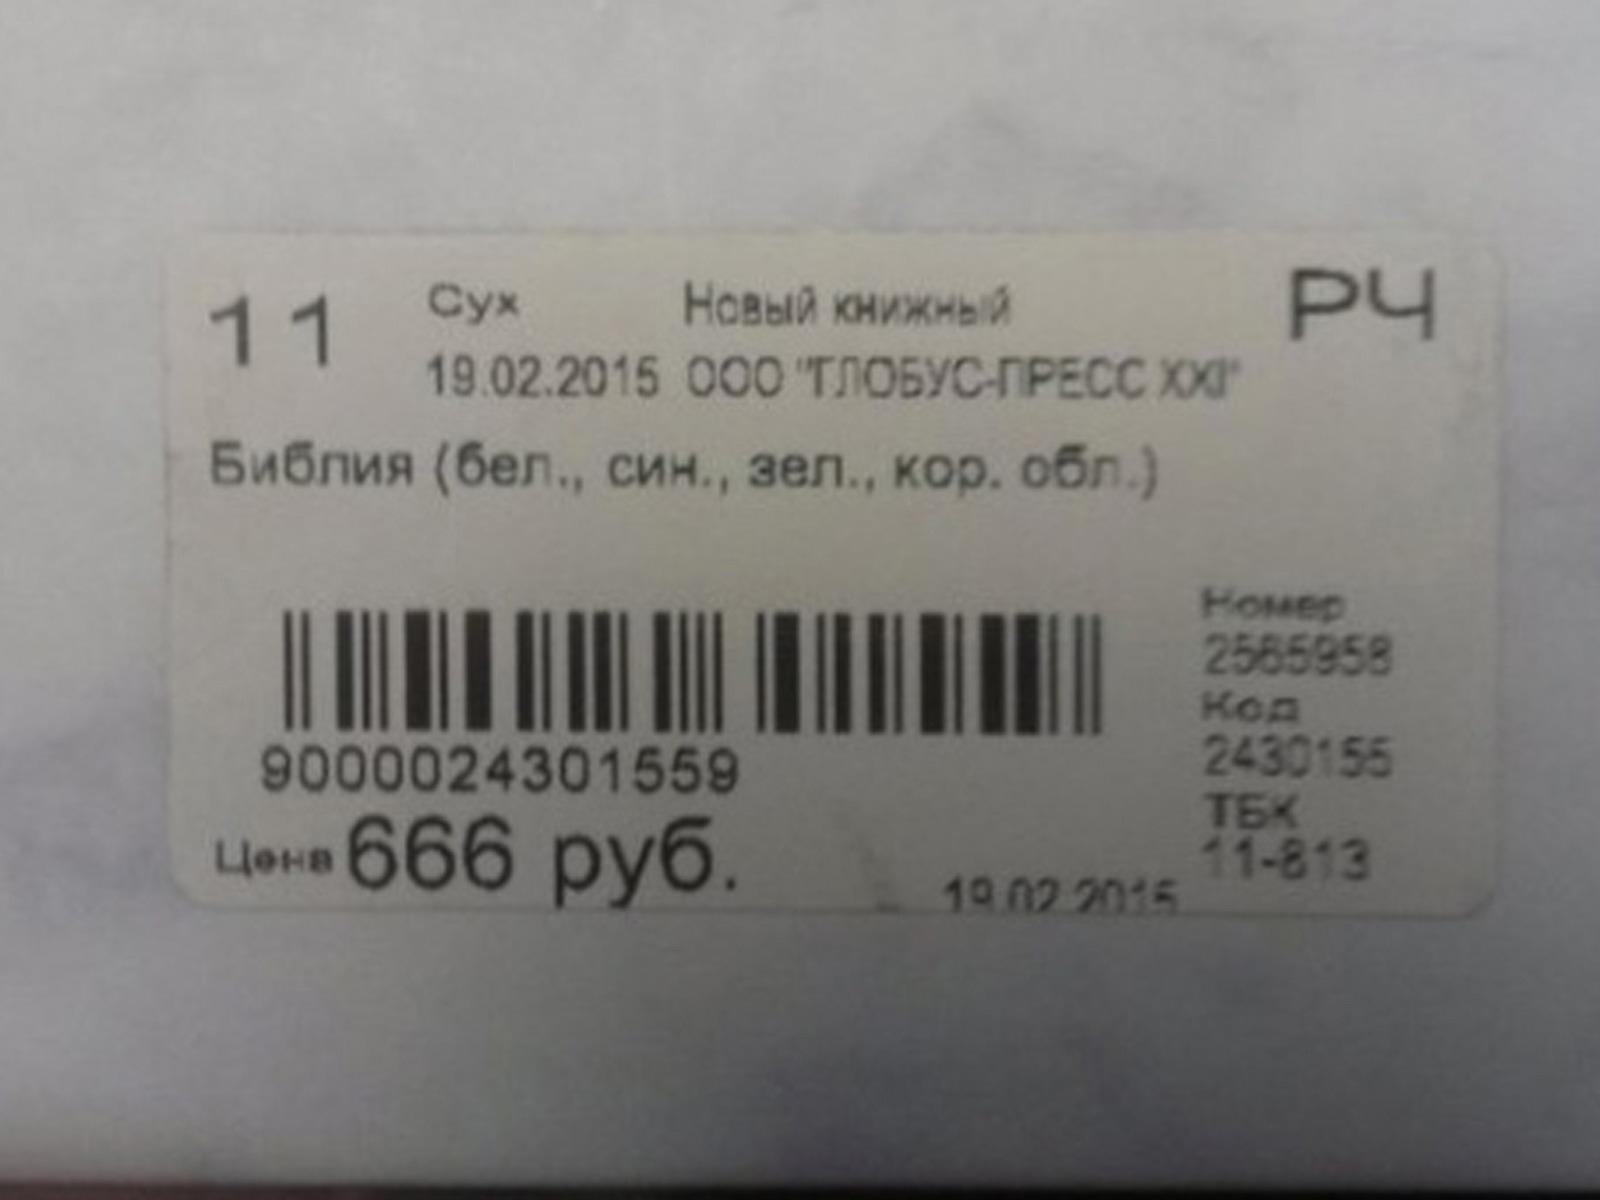 11 Сух Новый книжный РЧ
19.02.2015 ООО "ГЛОБУС-ПРЕСС XXI"
Библия (бел., син., зел., кор. обл.)
9000024301559
Цена 666 руб.
19.02.2015
Номер
2565958
Код
2430155
ТБК
11-813